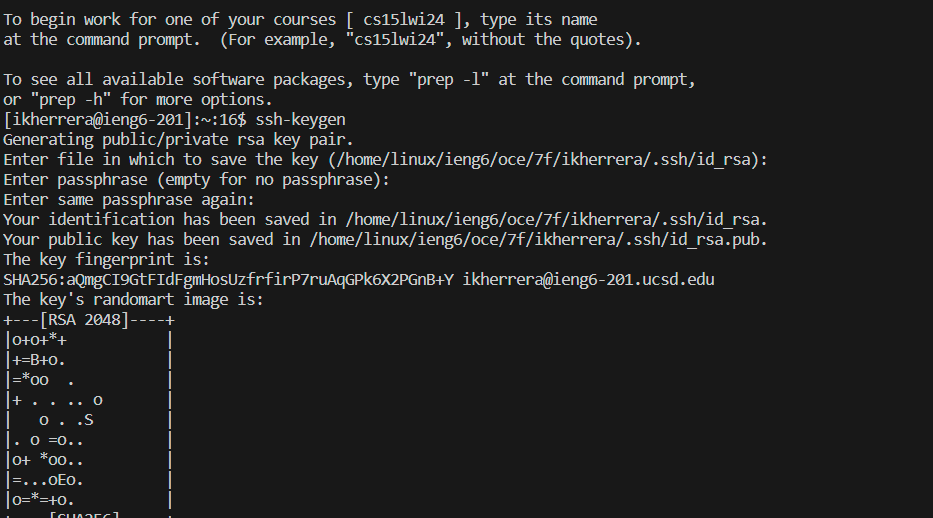 To begin work for one of your courses [ cs15lwi24 ], type its name
at the command prompt.  (For example, "cs15lwi24", without the quotes).

To see all available software packages, type "prep -l" at the command prompt,
or "prep -h" for more options.
[ikherrera@ieng6-201]:~:16$ ssh-keygen
Generating public/private rsa key pair.
Enter file in which to save the key (/home/linux/ieng6/oce/7f/ikherrera/.ssh/id_rsa):
Enter passphrase (empty for no passphrase):
Enter same passphrase again:
Your identification has been saved in /home/linux/ieng6/oce/7f/ikherrera/.ssh/id_rsa.
Your public key has been saved in /home/linux/ieng6/oce/7f/ikherrera/.ssh/id_rsa.pub.
The key fingerprint is:
SHA256:aQmgCI9GtFIdFgmHosUzfrfirP7ruAqGPk6X2PGnB+Y ikherrera@ieng6-201.ucsd.edu
The key's randomart image is:
+---[RSA 2048]----+
|o+o+*+           |
|+=B+o.           |
|=*oo  .          |
|+ . . .. o       |
|   o . .S        |
|. o =o..         |
|o+ *oo..         |
|=...oEo.         |
|o=*=+o.          |
+----[SHA256]-----+